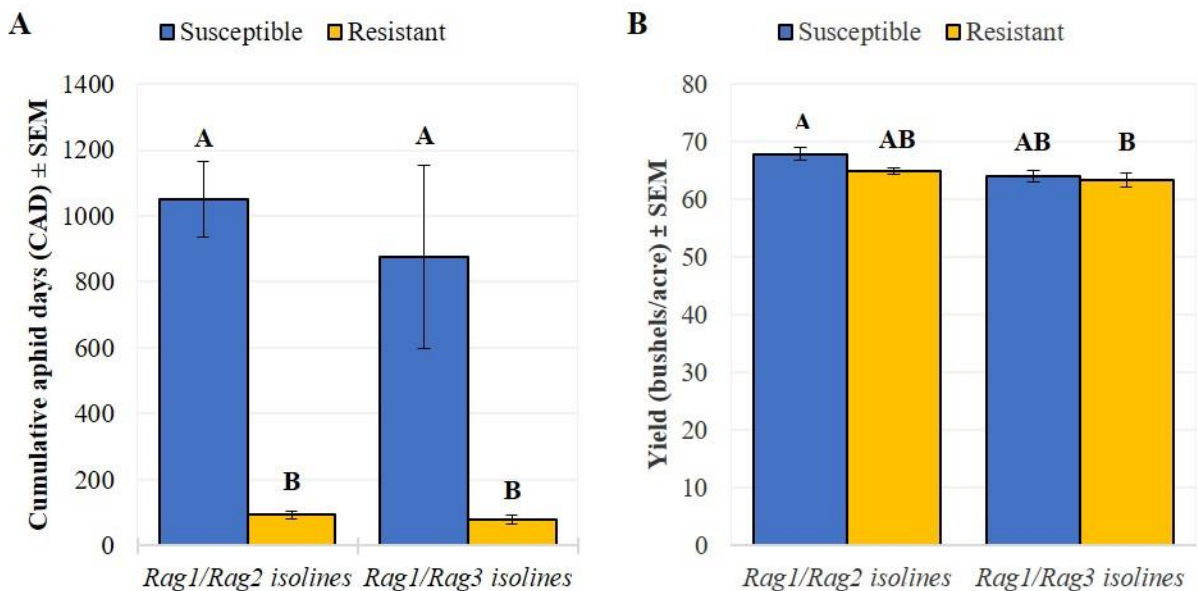 A
Susceptible Resistant
Cumulative aphid days (CAD) ± SEM
1400
1200
1000
800
600
400
200
0
A
B
A
B
Rag1/Rag2 isolines Rag1/Rag3 isolines
B
Susceptible Resistant
Yield (bushels/acre) ± SEM
80
70
60
50
40
30
20
10
0
A
AB
AB
B
Rag1/Rag2 isolines Rag1/Rag3 isolines